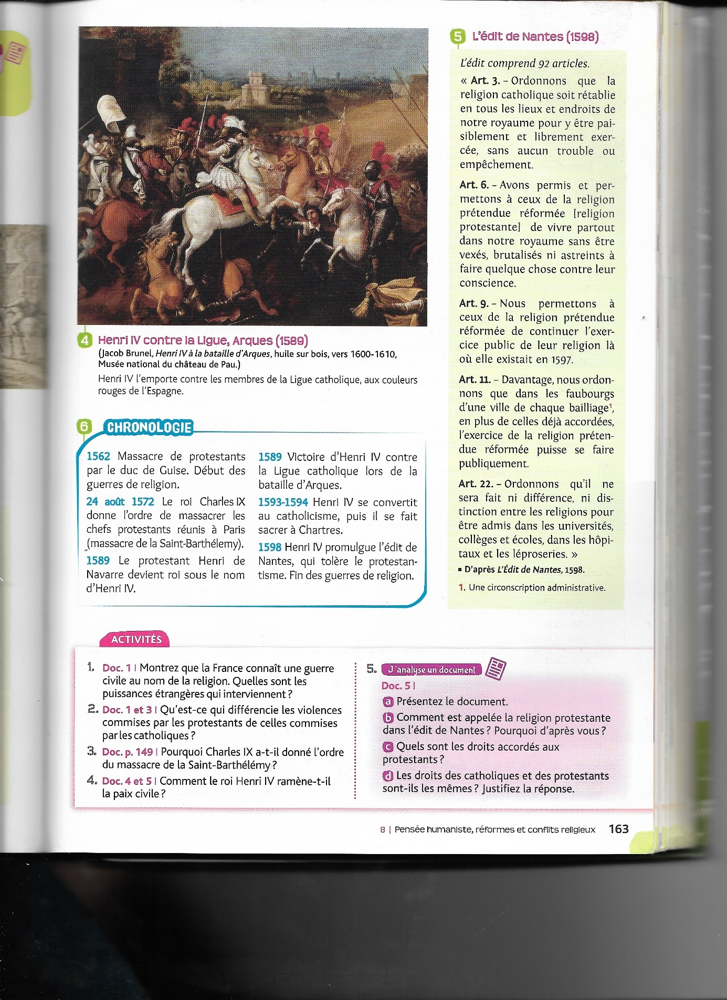 5 L'édit de Nantes (1598)
L'édit comprend 92 articles.
« Art. 3. – Ordonnons que la
religion catholique soit rétablie
en tous les lieux et endroits de
notre royaume pour y être pai-
siblement et librement exer-
cée, sans aucun trouble ou
empêchement.
Art. 6. – Avons permis et per-
mettons à ceux de la religion
prétendue réformée [religion
protestante] de vivre partout
dans notre royaume sans être
vexés, brutalisés ni astreints à
faire quelque chose contre leur
conscience.
Art. 9. – Nous permettons à
ceux de la religion prétendue
réformée de continuer l'exer-
cice public de leur religion là
où elle existait en 1597.
Art. 11. – Davantage, nous ordon-
nons que dans les faubourgs
d'une ville de chaque bailliage¹,
en plus de celles déjà accordées,
l'exercice de la religion préten-
due réformée puisse se faire
publiquement.
Art. 22. – Ordonnons qu'il ne
sera fait ni différence, ni dis-
tinction entre les religions pour
être admis dans les universités,
collèges et écoles, dans les hôpi-
taux et les léproseries. »
▪ D'après L'Édit de Nantes, 1598.
1. Une circonscription administrative.
4 Henri IV contre la Ligue, Arques (1589)
(Jacob Brunel, Henri IV à la bataille d'Arques, huile sur bois, vers 1600-1610,
Musée national du château de Pau.)
Henri IV l'emporte contre les membres de la Ligue catholique, aux couleurs
rouges de l'Espagne.
6 CHRONOLOGIE
1562 Massacre de protestants
par le duc de Guise. Début des
guerres de religion.
24 août 1572 Le roi Charles IX
donne l'ordre de massacrer les
chefs protestants réunis à Paris
(massacre de la Saint-Barthélemy).
1589 Le protestant Henri de
Navarre devient roi sous le nom
d'Henri IV.
1589 Victoire d'Henri IV contre
la Ligue catholique lors de la
bataille d'Arques.
1593-1594 Henri IV se convertit
au catholicisme, puis il se fait
sacrer à Chartres.
1598 Henri IV promulgue l'édit de
Nantes, qui tolère le protestan-
tisme. Fin des guerres de religion.
ACTIVITÉS
1. Doc. 1 | Montrez que la France connaît une guerre
civile au nom de la religion. Quelles sont les
puissances étrangères qui interviennent ?
2. Doc. 1 et 3 | Qu'est-ce qui différencie les violences
commises par les protestants de celles commises
par les catholiques ?
3. Doc. p. 149 | Pourquoi Charles IX a-t-il donné l'ordre
du massacre de la Saint-Barthélémy ?
4. Doc. 4 et 5 | Comment le roi Henri IV ramène-t-il
la paix civile ?
5. J'analyse un document
Doc. 5 |
a Présentez le document.
b Comment est appelée la religion protestante
dans l'édit de Nantes ? Pourquoi d'après vous ?
c Quels sont les droits accordés aux
protestants ?
d Les droits des catholiques et des protestants
sont-ils les mêmes ? Justifiez la réponse.
8 | Pensée humaniste, réformes et conflits religieux 163